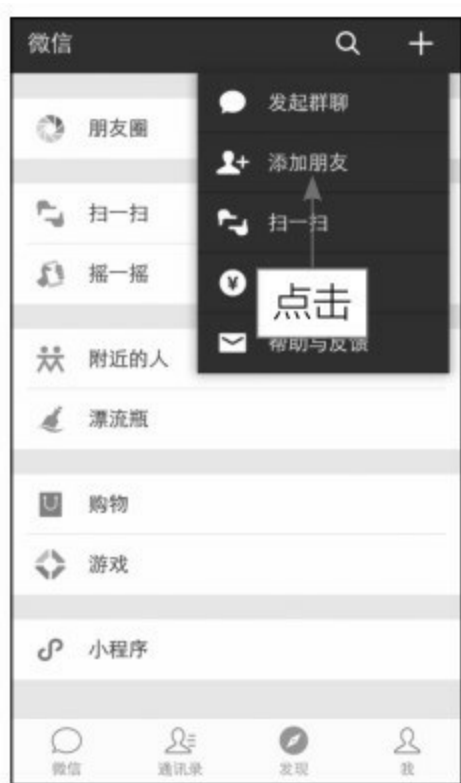 微信
发起群聊
朋友圈
添加朋友
扫一扫
扫一扫
摇一摇
点击
帮助与反馈
附近的人
漂流瓶
购物
游戏
小程序
微信
通讯录
发现
我